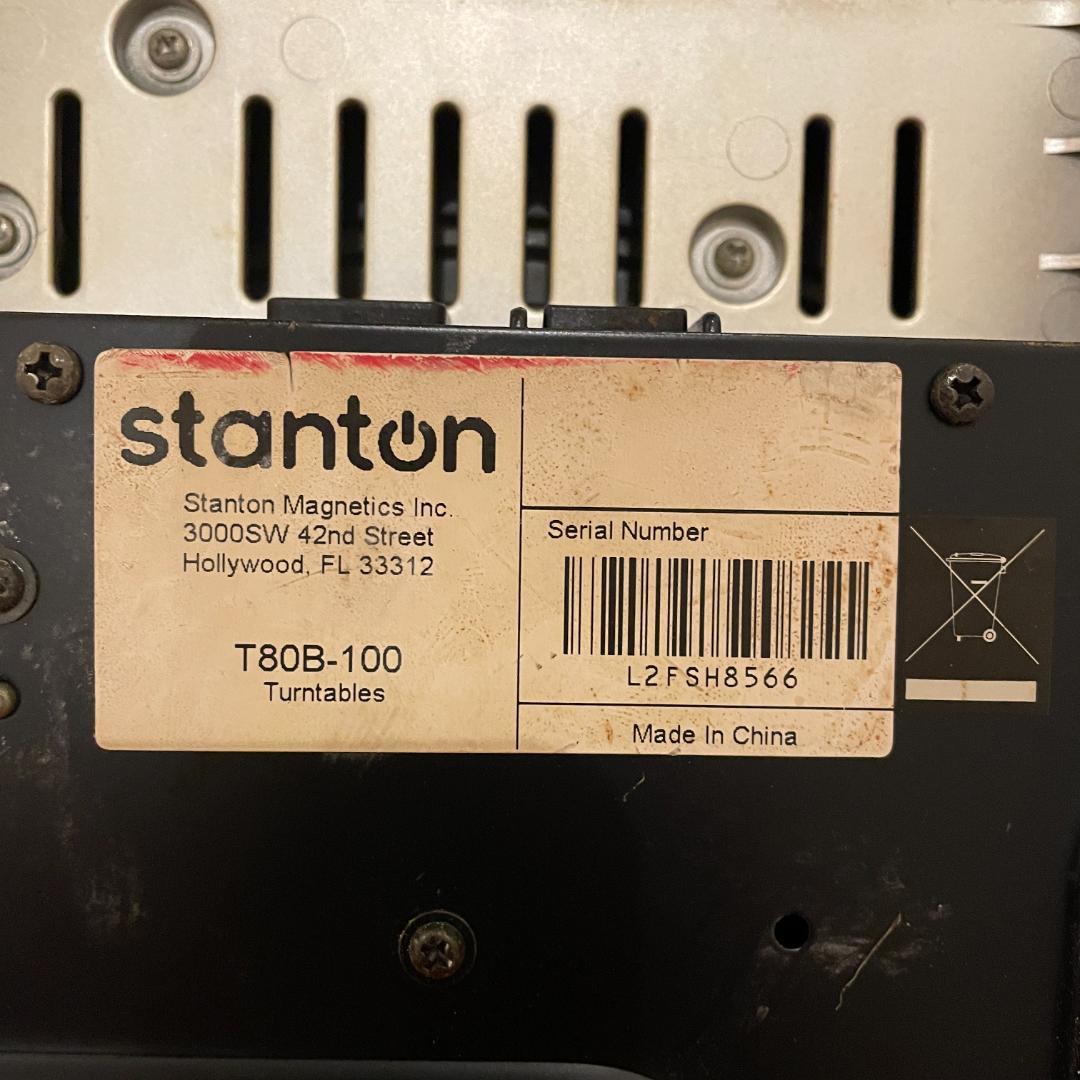 stanton
Stanton Magnetics Inc.
3000SW 42nd Street
Hollywood, FL 33312
T80B-100
Turntables
Serial Number
L2FSH8566
Made In China